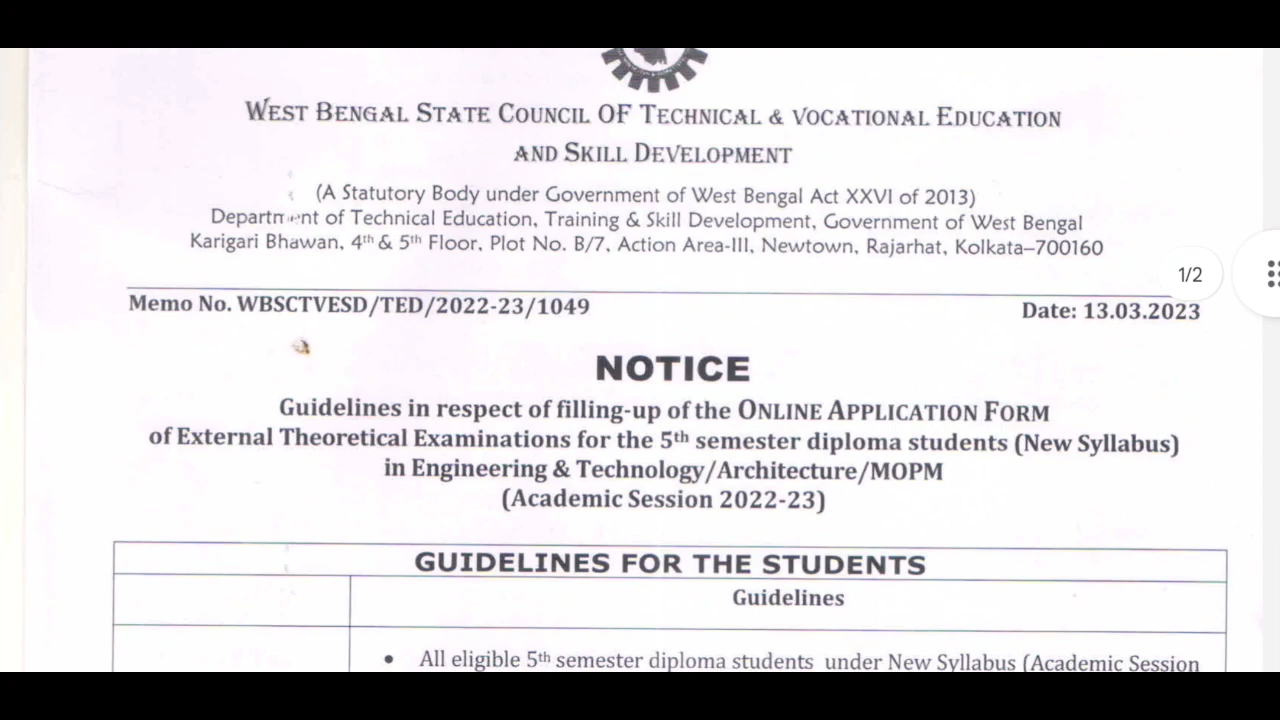 WEST BENGAL STATE COUNCIL OF TECHNICAL & VOCATIONAL EDUCATION
AND SKILL DEVELOPMENT
(A Statutory Body under Government of West Bengal Act XXVI of 2013)
Department of Technical Education, Training & Skill Development, Government of West Bengal
Karigari Bhawan, 4th & 5th Floor, Plot No. B/7, Action Area-III, Newtown, Rajarhat, Kolkata–700160
1/2
Memo No. WBSCTVESD/TED/2022-23/1049 Date: 13.03.2023
NOTICE
Guidelines in respect of filling-up of the ONLINE APPLICATION FORM
of External Theoretical Examinations for the 5th semester diploma students (New Syllabus)
in Engineering & Technology/Architecture/MOPM
(Academic Session 2022-23)
GUIDELINES FOR THE STUDENTS
Guidelines
• All eligible 5th semester diploma students under New Syllabus (Academic Session